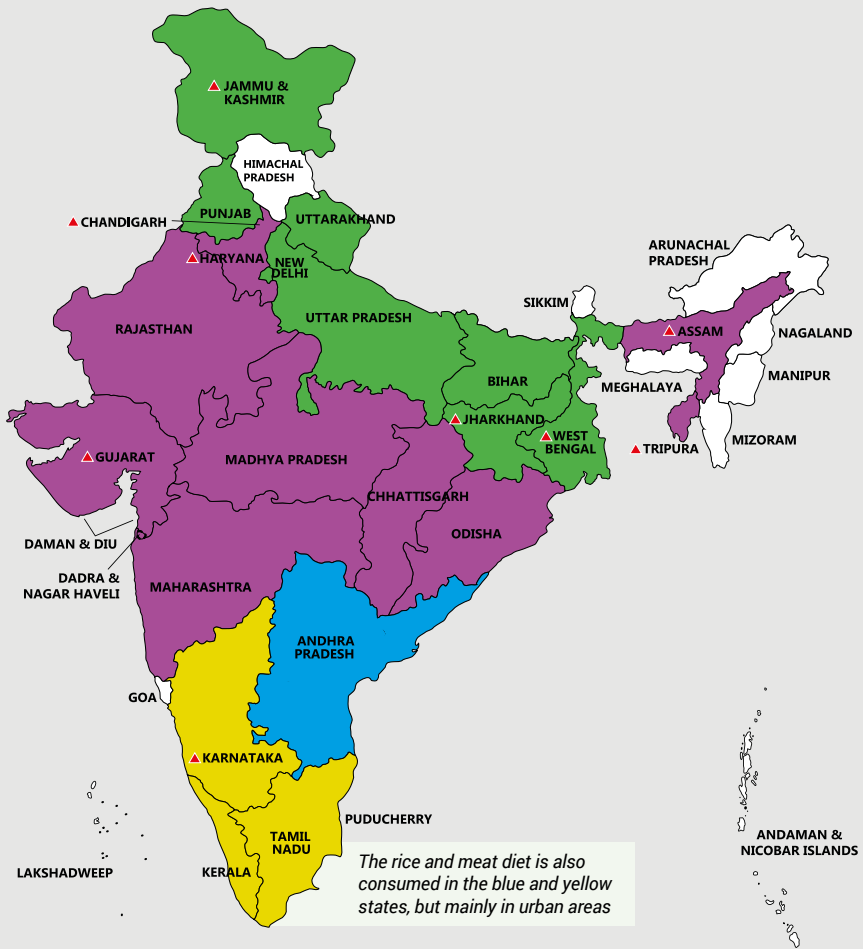 JAMMU &
KASHMIR
HIMACHAL
PRADESH
PUNJAB
CHANDIGARH
UTTARAKHAND
HARYANA
NEW
DELHI
ARUNACHAL
PRADESH
SIKKIM
RAJASTHAN
UTTAR PRADESH
ASSAM
NAGALAND
BIHAR
MEGHALAYA
MANIPUR
JHARKHAND
WEST
BENGAL
TRIPURA
MIZORAM
GUJARAT
MADHYA PRADESH
CHHATTISGARH
ODISHA
DAMAN & DIU
DADRA &
NAGAR HAVELI
MAHARASHTRA
ANDHRA
PRADESH
GOA
KARNATAKA
PUDUCHERRY
TAMIL
NADU
KERALA
LAKSHADWEEP
ANDAMAN &
NICOBAR ISLANDS
The rice and meat diet is also
consumed in the blue and yellow
states, but mainly in urban areas